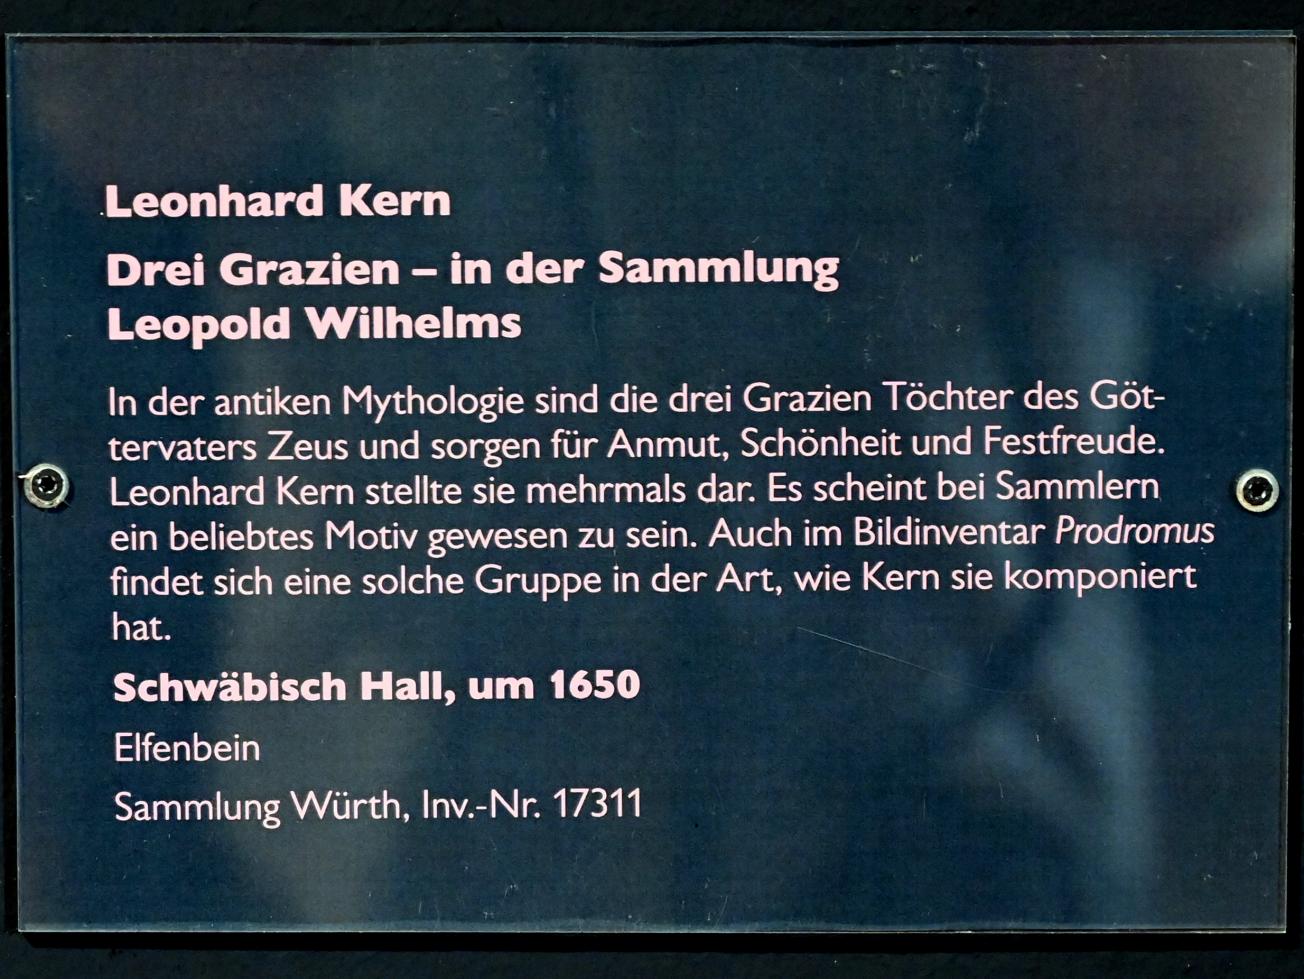 Leonhard Kern
Drei Grazien – in der Sammlung
Leopold Wilhelms
In der antiken Mythologie sind die drei Grazien Töchter des Göt-
tervaters Zeus und sorgen für Anmut, Schönheit und Festfreude.
Leonhard Kern stellte sie mehrmals dar. Es scheint bei Sammlern
ein beliebtes Motiv gewesen zu sein. Auch im Bildinventar Prodromus
findet sich eine solche Gruppe in der Art, wie Kern sie komponiert
hat.
Schwäbisch Hall, um 1650
Elfenbein
Sammlung Würth, Inv.-Nr. 17311